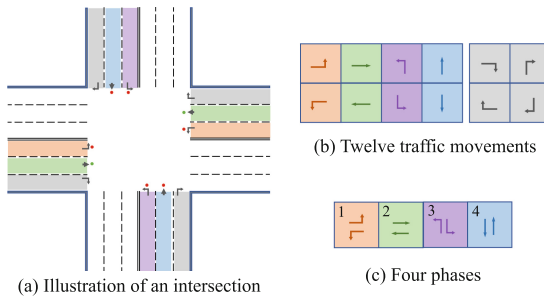 (b) Twelve traffic movements
1 2 3 4
(a) Illustration of an intersection
(c) Four phases